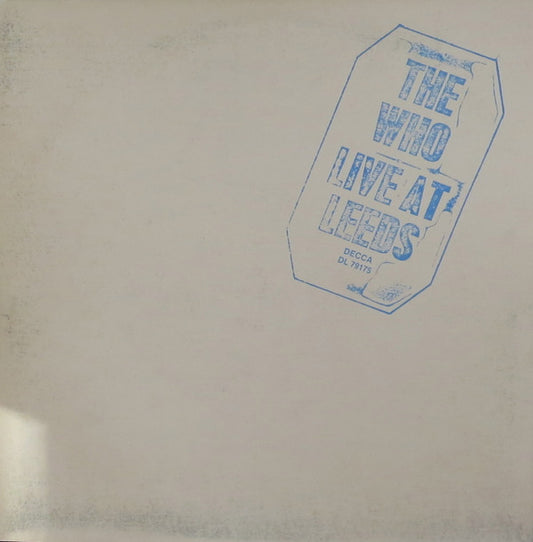 THE
WHO
LIVE AT
LEEDS
DECCA
DL 79175